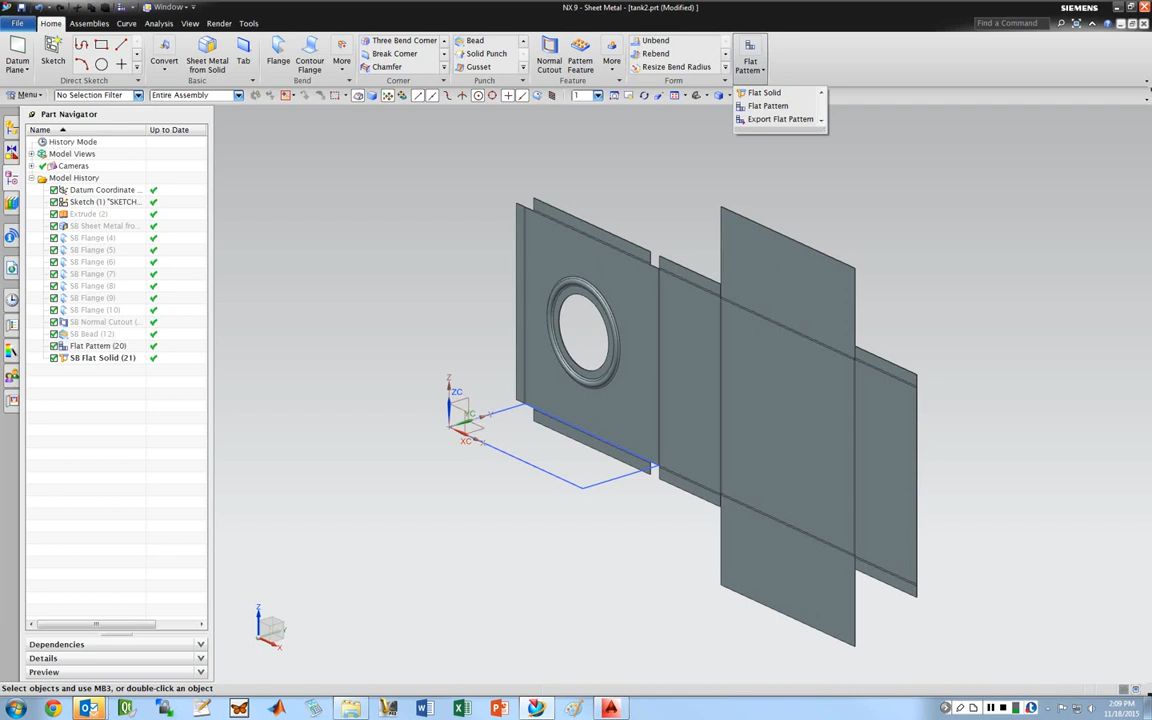 Window
NX 9 - Sheet Metal - [tank2.prt (Modified) ]
SIEMENS
File Home Assemblies Curve Analysis View Render Tools
Find a Command
Datum Plane
Sketch
Direct Sketch
Convert
Sheet Metal from Solid
Tab
Basic
Flange
Contour Flange
More
Bend
Three Bend Corner
Break Corner
Chamfer
Corner
Bead
Solid Punch
Gusset
Punch
Normal Cutout
Pattern Feature
More
Feature
Unbend
Rebend
Resize Bend Radius
Form
Flat Pattern
Menu
No Selection Filter
Entire Assembly
1
Flat Solid
Flat Pattern
Export Flat Pattern
Part Navigator
Name Up to Date
History Mode
Model Views
Cameras
Model History
Datum Coordinate ...
Sketch (1) "SKETCH...
Extrude (2)
SB Sheet Metal fro...
SB Flange (4)
SB Flange (5)
SB Flange (6)
SB Flange (7)
SB Flange (8)
SB Flange (9)
SB Flange (10)
SB Normal Cutout (...
SB Bead (12)
Flat Pattern (20)
SB Flat Solid (21)
Z
ZC
YC
Y
XC
X
Z
X
Dependencies
Details
Preview
Select objects and use MB3, or double-click an object
2:09 PM
11/18/2015